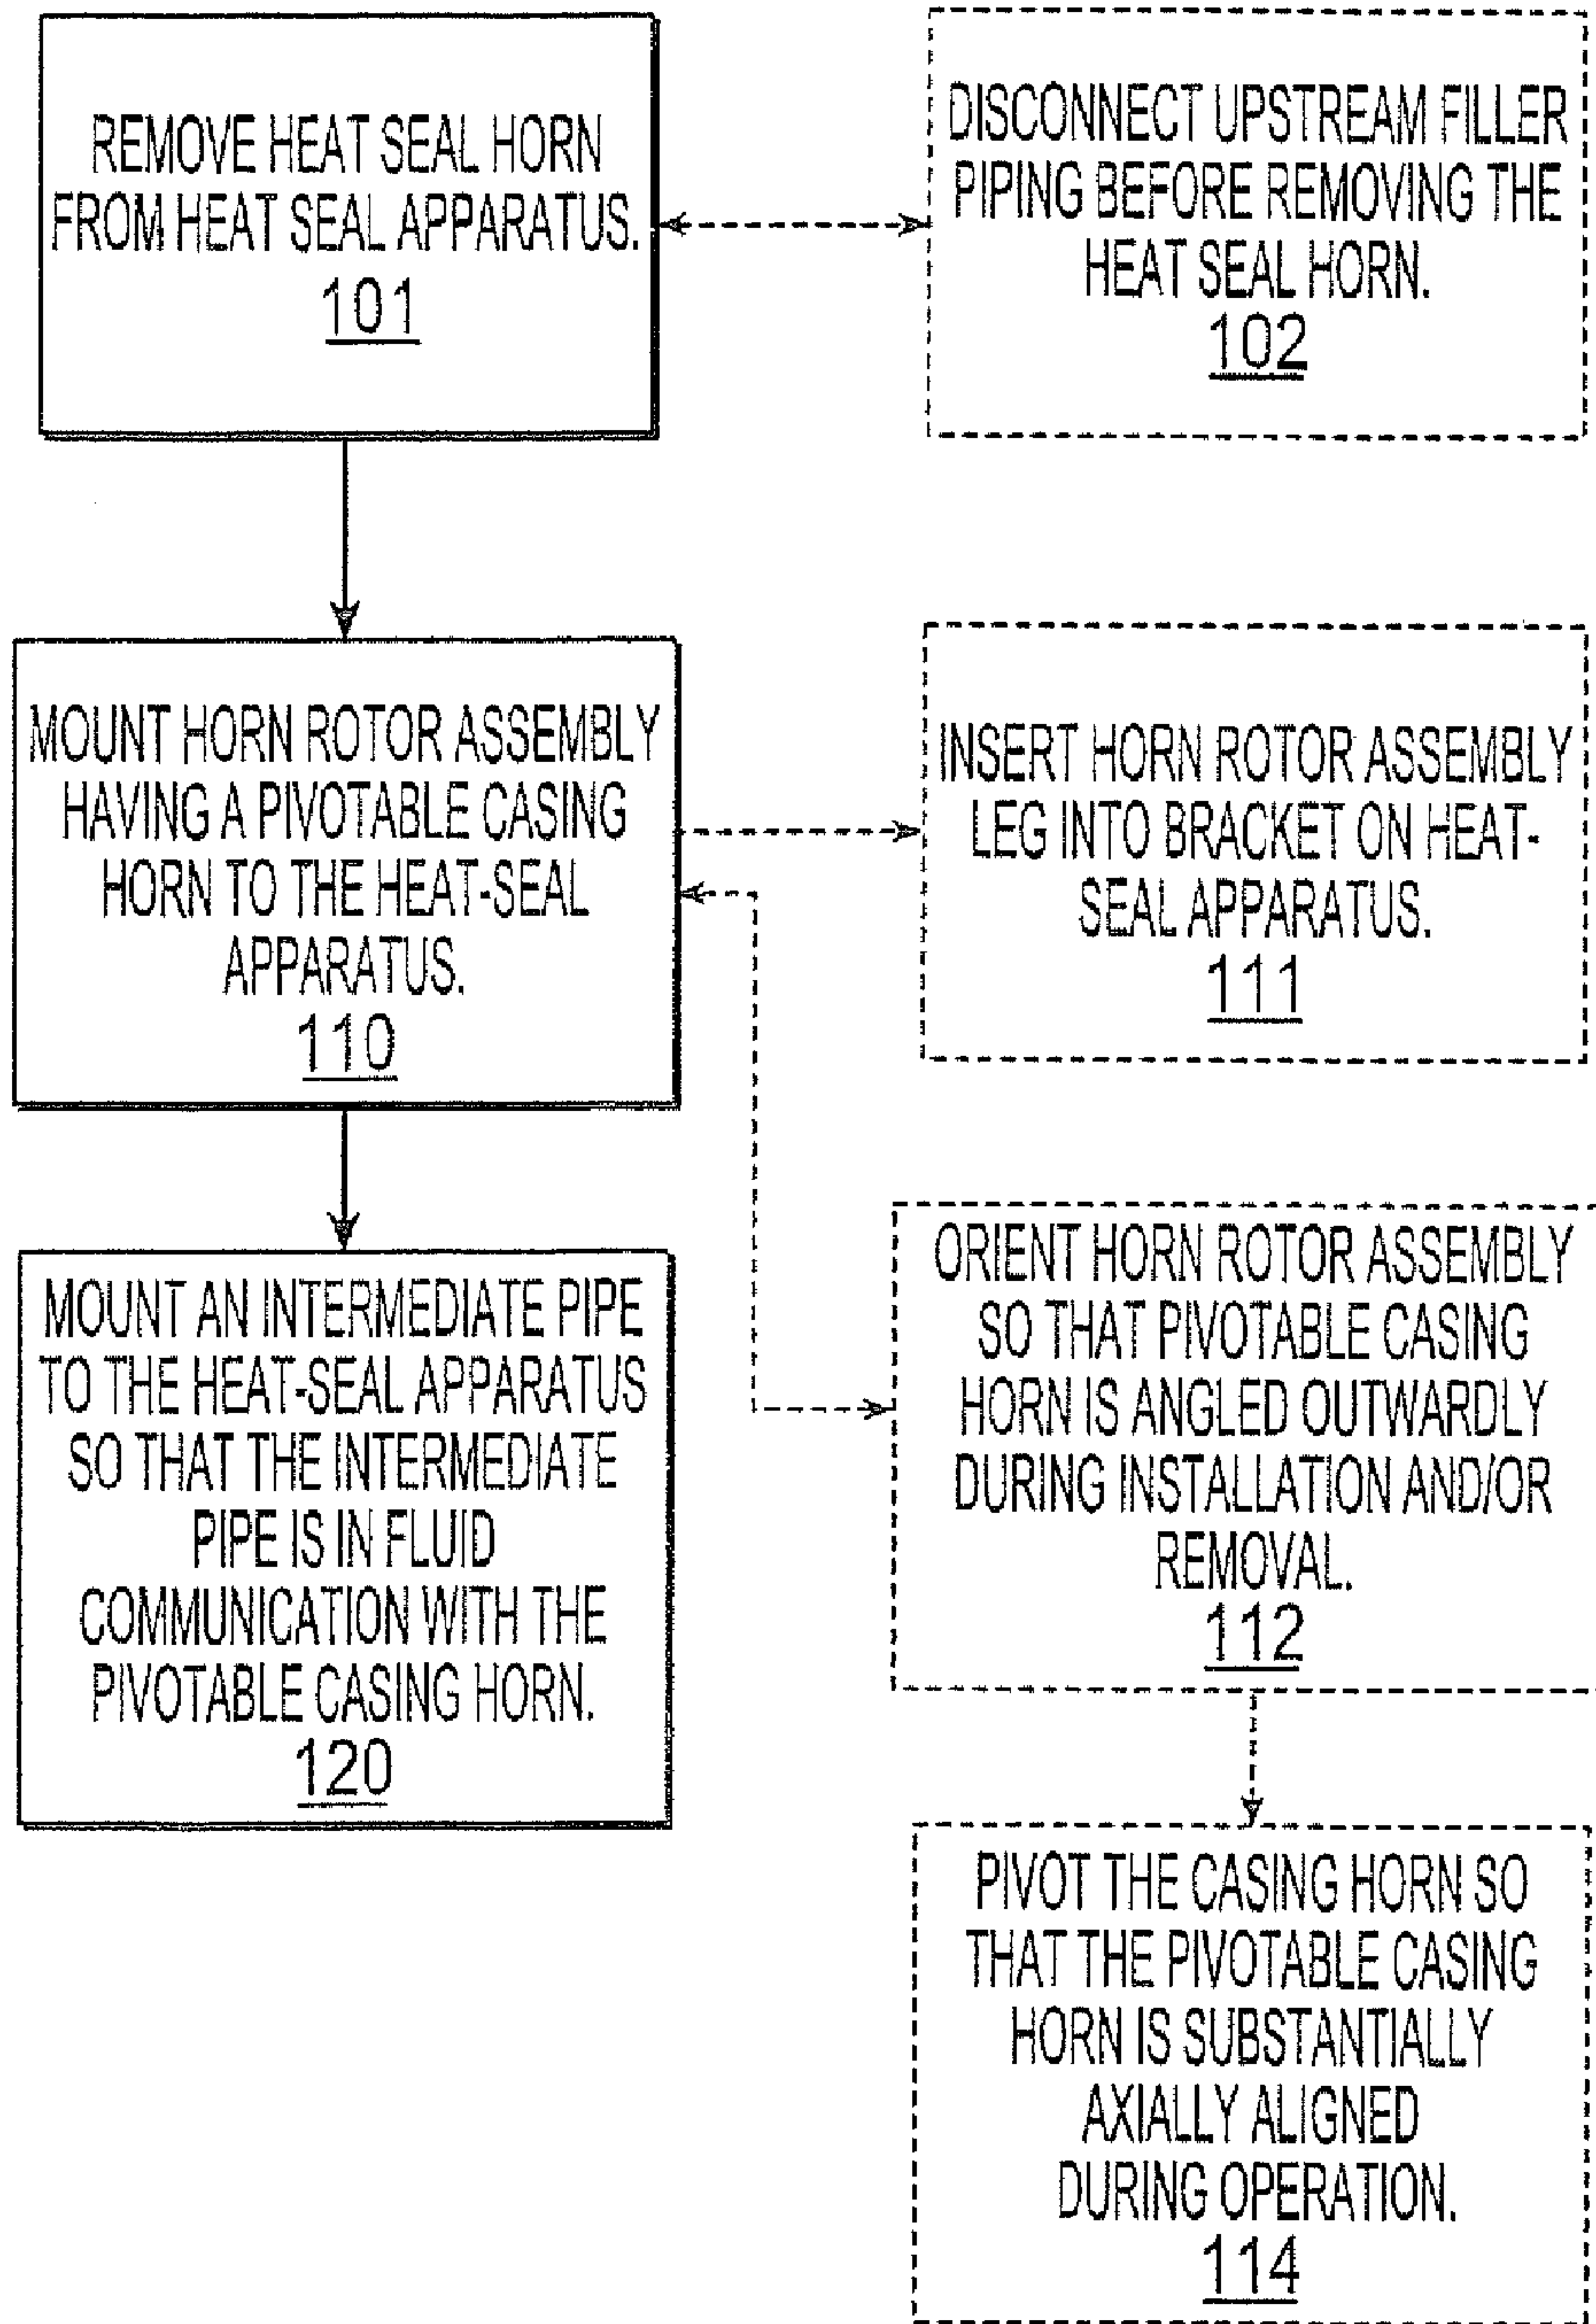 REMOVE HEAT SEAL HORN
FROM HEAT SEAL APPARATUS.
101
DISCONNECT UPSTREAM FILLER
PIPING BEFORE REMOVING THE
HEAT SEAL HORN.
102
MOUNT HORN ROTOR ASSEMBLY
HAVING A PIVOTABLE CASING
HORN TO THE HEAT-SEAL
APPARATUS.
110
INSERT HORN ROTOR ASSEMBLY
LEG INTO BRACKET ON HEAT-
SEAL APPARATUS.
111
MOUNT AN INTERMEDIATE PIPE
TO THE HEAT-SEAL APPARATUS
SO THAT THE INTERMEDIATE
PIPE IS IN FLUID
COMMUNICATION WITH THE
PIVOTABLE CASING HORN.
120
ORIENT HORN ROTOR ASSEMBLY
SO THAT PIVOTABLE CASING
HORN IS ANGLED OUTWARDLY
DURING INSTALLATION AND/OR
REMOVAL.
112
PIVOT THE CASING HORN SO
THAT THE PIVOTABLE CASING
HORN IS SUBSTANTIALLY
AXIALLY ALIGNED
DURING OPERATION.
114